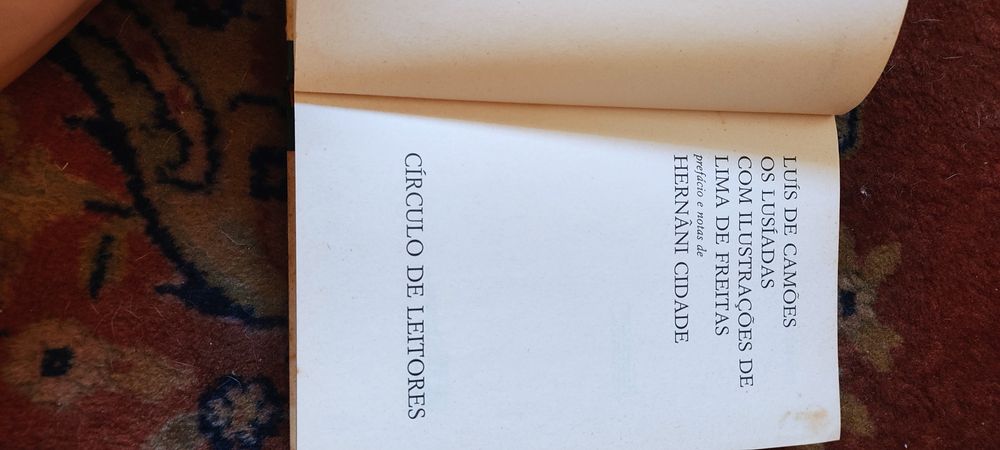 LUÍS DE CAMÕES
OS LUSÍADAS
COM ILUSTRAÇÕES DE
LIMA DE FREITAS
prefácio e notas de
HERNÂNI CIDADE
CÍRCULO DE LEITORES